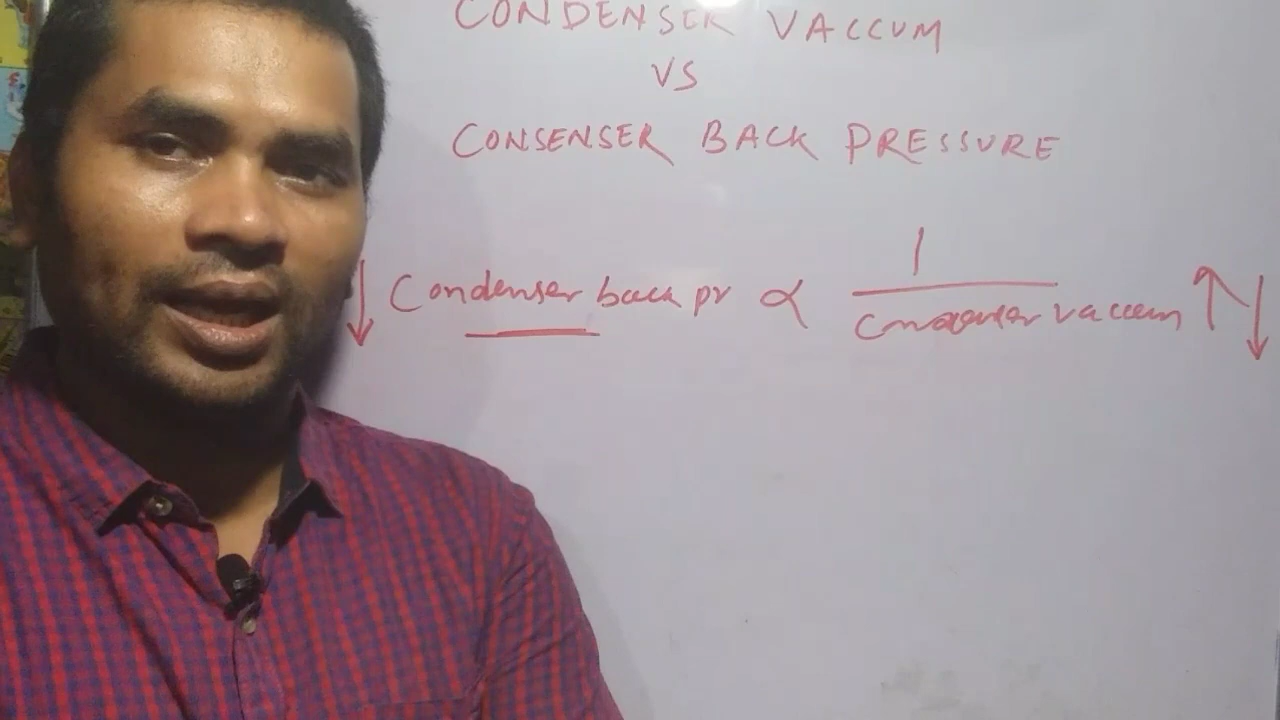 CONDENSER VACCUM
VS
CONSENSER BACK PRESSURE
↓ Condenser back pr ∝ 1 / Condenser vaccum ↑↓